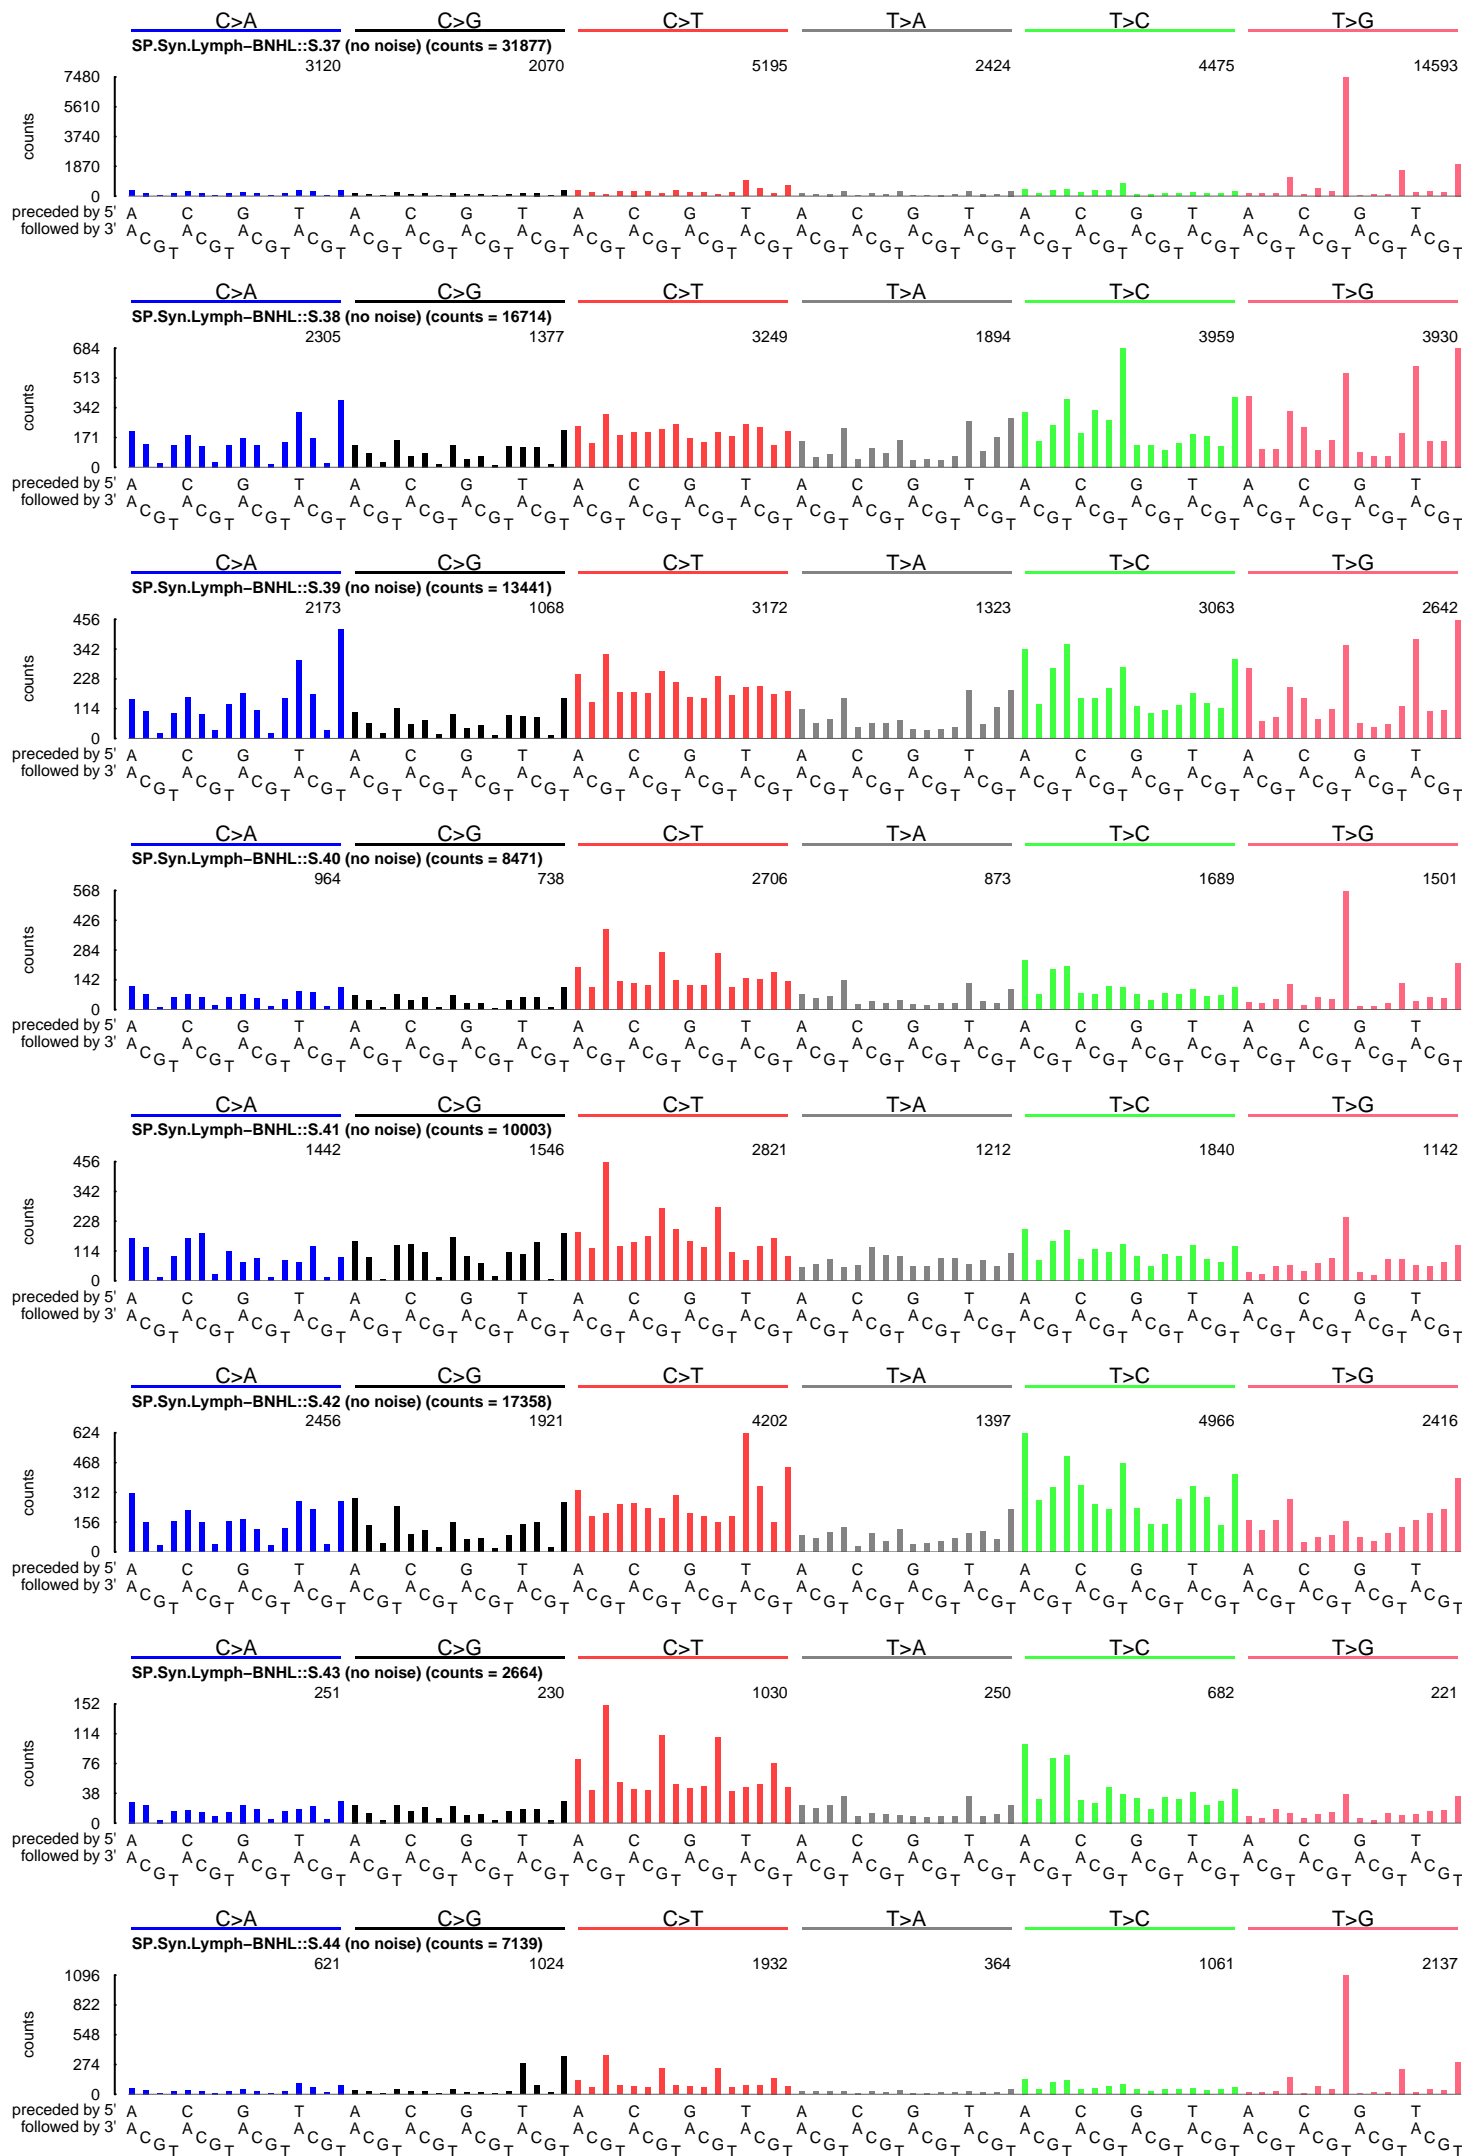 C>A C>G C>T T>A T>C T>G
SP.Syn.Lymph−BNHL::S.37 (no noise) (counts = 31877)
3120 2070 5195 2424 4475 14593
7480
5610
3740
1870
0
counts
preceded by 5' A C G T A C G T A C G T A C G T A C G T A C G T
followed by 3' A C G T A C G T A C G T A C G T A C G T A C G T A C G T A C G T A C G T A C G T A C G T A C G T A C G T A C G T A C G T A C G T A C G T A C G T A C G T A C G T A C G T A C G T A C G T A C G T
C>A C>G C>T T>A T>C T>G
SP.Syn.Lymph−BNHL::S.38 (no noise) (counts = 16714)
2305 1377 3249 1894 3959 3930
684
513
342
171
0
counts
preceded by 5' A C G T A C G T A C G T A C G T A C G T A C G T
followed by 3' A C G T A C G T A C G T A C G T A C G T A C G T A C G T A C G T A C G T A C G T A C G T A C G T A C G T A C G T A C G T A C G T A C G T A C G T A C G T A C G T A C G T A C G T A C G T A C G T
C>A C>G C>T T>A T>C T>G
SP.Syn.Lymph−BNHL::S.39 (no noise) (counts = 13441)
2173 1068 3172 1323 3063 2642
456
342
228
114
0
counts
preceded by 5' A C G T A C G T A C G T A C G T A C G T A C G T
followed by 3' A C G T A C G T A C G T A C G T A C G T A C G T A C G T A C G T A C G T A C G T A C G T A C G T A C G T A C G T A C G T A C G T A C G T A C G T A C G T A C G T A C G T A C G T A C G T A C G T
C>A C>G C>T T>A T>C T>G
SP.Syn.Lymph−BNHL::S.40 (no noise) (counts = 8471)
964 738 2706 873 1689 1501
568
426
284
142
0
counts
preceded by 5' A C G T A C G T A C G T A C G T A C G T A C G T
followed by 3' A C G T A C G T A C G T A C G T A C G T A C G T A C G T A C G T A C G T A C G T A C G T A C G T A C G T A C G T A C G T A C G T A C G T A C G T A C G T A C G T A C G T A C G T A C G T A C G T
C>A C>G C>T T>A T>C T>G
SP.Syn.Lymph−BNHL::S.41 (no noise) (counts = 10003)
1442 1546 2821 1212 1840 1142
456
342
228
114
0
counts
preceded by 5' A C G T A C G T A C G T A C G T A C G T A C G T
followed by 3' A C G T A C G T A C G T A C G T A C G T A C G T A C G T A C G T A C G T A C G T A C G T A C G T A C G T A C G T A C G T A C G T A C G T A C G T A C G T A C G T A C G T A C G T A C G T A C G T
C>A C>G C>T T>A T>C T>G
SP.Syn.Lymph−BNHL::S.42 (no noise) (counts = 17358)
2456 1921 4202 1397 4966 2416
624
468
312
156
0
counts
preceded by 5' A C G T A C G T A C G T A C G T A C G T A C G T
followed by 3' A C G T A C G T A C G T A C G T A C G T A C G T A C G T A C G T A C G T A C G T A C G T A C G T A C G T A C G T A C G T A C G T A C G T A C G T A C G T A C G T A C G T A C G T A C G T A C G T
C>A C>G C>T T>A T>C T>G
SP.Syn.Lymph−BNHL::S.43 (no noise) (counts = 2664)
251 230 1030 250 682 221
152
114
76
38
0
counts
preceded by 5' A C G T A C G T A C G T A C G T A C G T A C G T
followed by 3' A C G T A C G T A C G T A C G T A C G T A C G T A C G T A C G T A C G T A C G T A C G T A C G T A C G T A C G T A C G T A C G T A C G T A C G T A C G T A C G T A C G T A C G T A C G T A C G T
C>A C>G C>T T>A T>C T>G
SP.Syn.Lymph−BNHL::S.44 (no noise) (counts = 7139)
621 1024 1932 364 1061 2137
1096
822
548
274
0
counts
preceded by 5' A C G T A C G T A C G T A C G T A C G T A C G T
followed by 3' A C G T A C G T A C G T A C G T A C G T A C G T A C G T A C G T A C G T A C G T A C G T A C G T A C G T A C G T A C G T A C G T A C G T A C G T A C G T A C G T A C G T A C G T A C G T A C G T